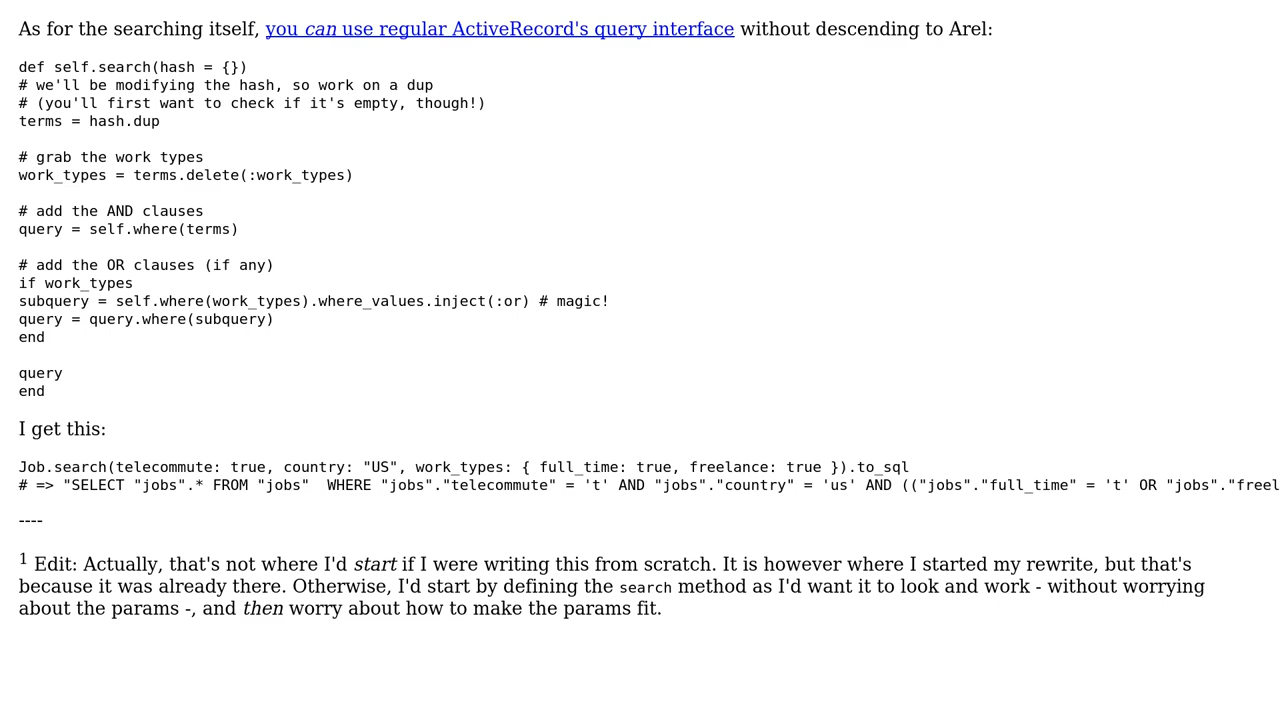 As for the searching itself, you can use regular ActiveRecord's query interface without descending to Arel:
def self.search(hash = {})
# we'll be modifying the hash, so work on a dup
# (you'll first want to check if it's empty, though!)
terms = hash.dup
# grab the work types
work_types = terms.delete(:work_types)
# add the AND clauses
query = self.where(terms)
# add the OR clauses (if any)
if work_types
subquery = self.where(work_types).where_values.inject(:or) # magic!
query = query.where(subquery)
end
query
end
I get this:
Job.search(telecommute: true, country: "US", work_types: { full_time: true, freelance: true }).to_sql
# => "SELECT "jobs".* FROM "jobs"  WHERE "jobs"."telecommute" = 't' AND "jobs"."country" = 'us' AND (("jobs"."full_time" = 't' OR "jobs"."freel
----
1 Edit: Actually, that's not where I'd start if I were writing this from scratch. It is however where I started my rewrite, but that's
because it was already there. Otherwise, I'd start by defining the search method as I'd want it to look and work - without worrying
about the params -, and then worry about how to make the params fit.